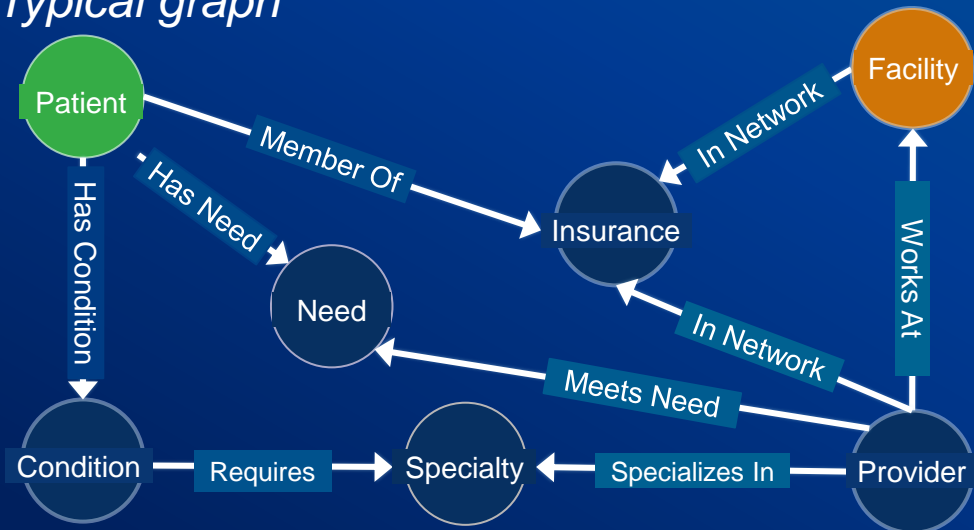 Typical graph
Facility
Patient
In Network
Member Of
Has Need
Has Condition
Insurance
Works At
Need
In Network
Meets Need
Condition
Requires
Specialty
Specializes In
Provider